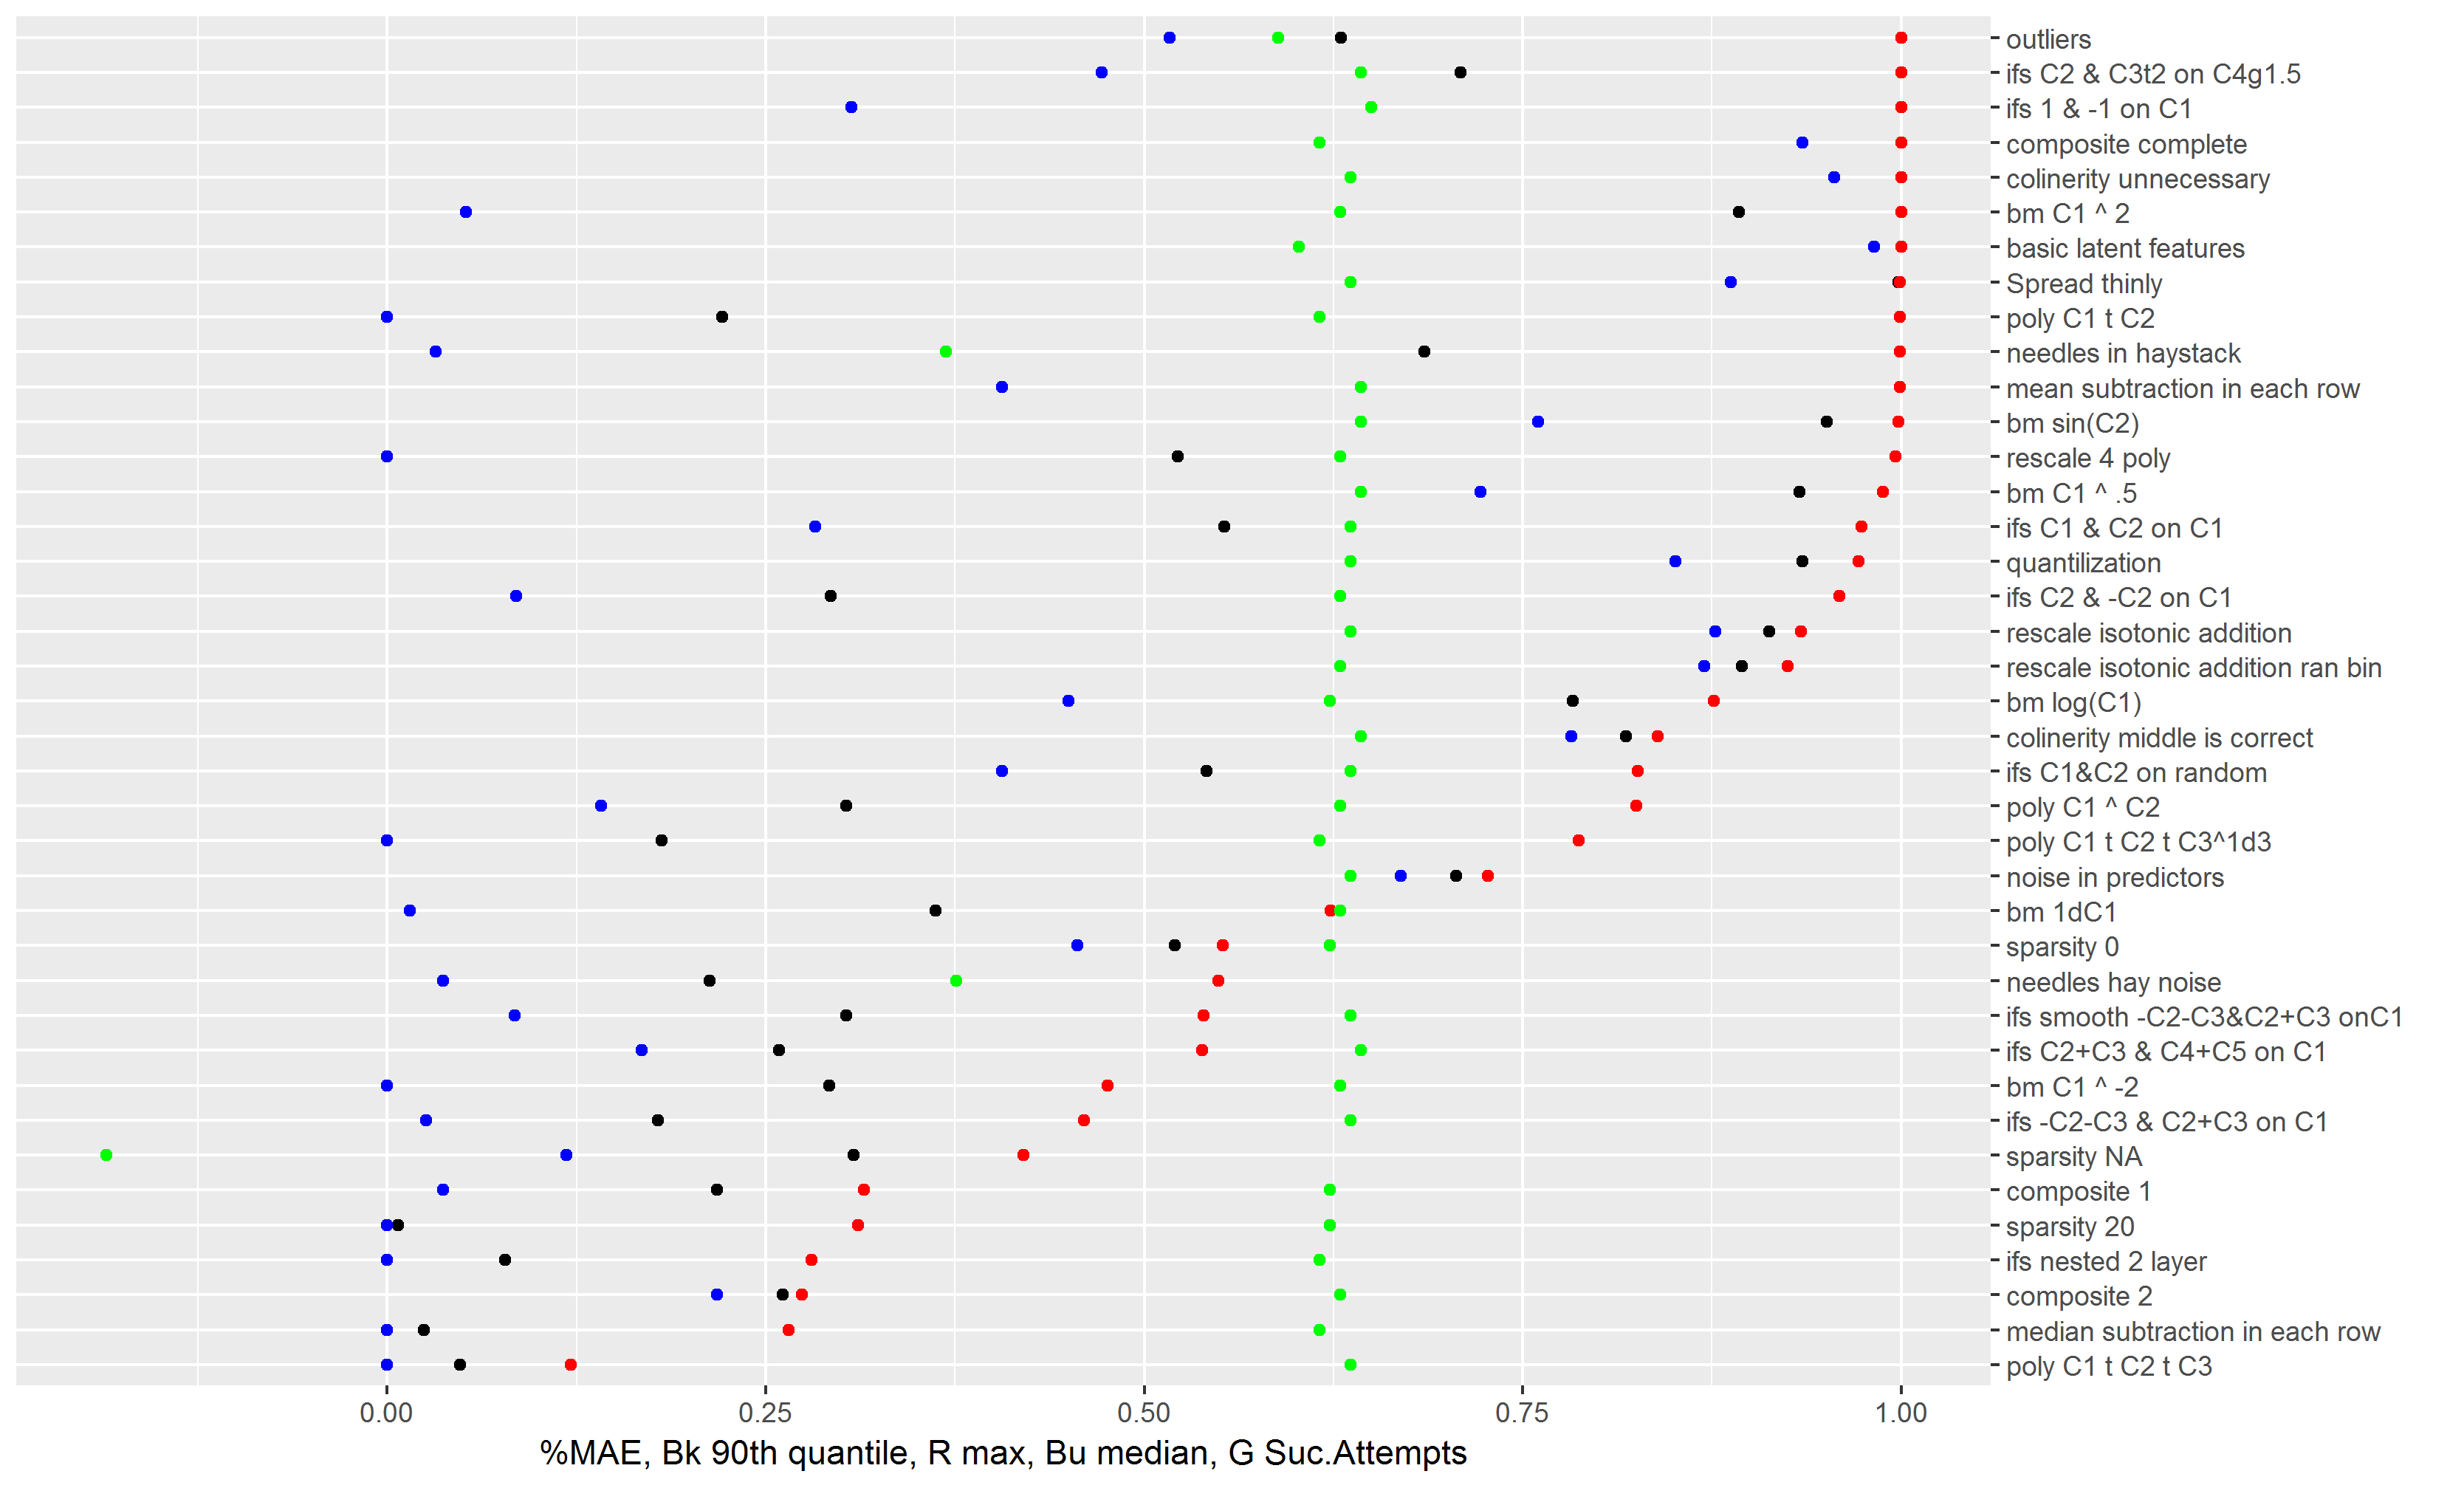 outliers
ifs C2 & C3t2 on C4g1.5
ifs 1 & -1 on C1
composite complete
colinerity unnecessary
bm C1 ^ 2
basic latent features
Spread thinly
poly C1 t C2
needles in haystack
mean subtraction in each row
bm sin(C2)
rescale 4 poly
bm C1 ^ .5
ifs C1 & C2 on C1
quantilization
ifs C2 & -C2 on C1
rescale isotonic addition
rescale isotonic addition ran bin
bm log(C1)
colinerity middle is correct
ifs C1&C2 on random
poly C1 ^ C2
poly C1 t C2 t C3^1d3
noise in predictors
bm 1dC1
sparsity 0
needles hay noise
ifs smooth -C2-C3&C2+C3 onC1
ifs C2+C3 & C4+C5 on C1
bm C1 ^ -2
ifs -C2-C3 & C2+C3 on C1
sparsity NA
composite 1
sparsity 20
ifs nested 2 layer
composite 2
median subtraction in each row
poly C1 t C2 t C3
0.00 0.25 0.50 0.75 1.00
%MAE, Bk 90th quantile, R max, Bu median, G Suc.Attempts